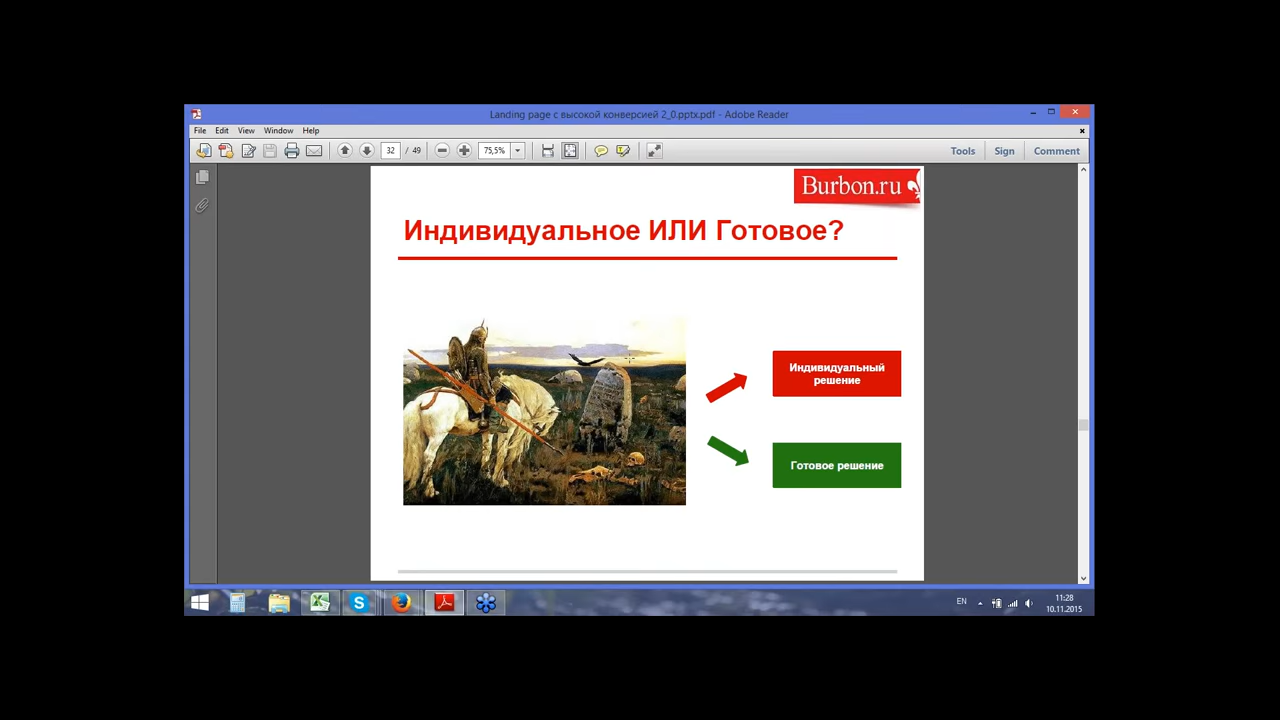 Landing page с высокой конверсией 2_0.pptx.pdf - Adobe Reader
File Edit View Window Help
32 / 49 75,5% Tools Sign Comment
Burbon.ru
Индивидуальное ИЛИ Готовое?
Индивидуальный
решение
Готовое решение
EN
11:28
10.11.2015